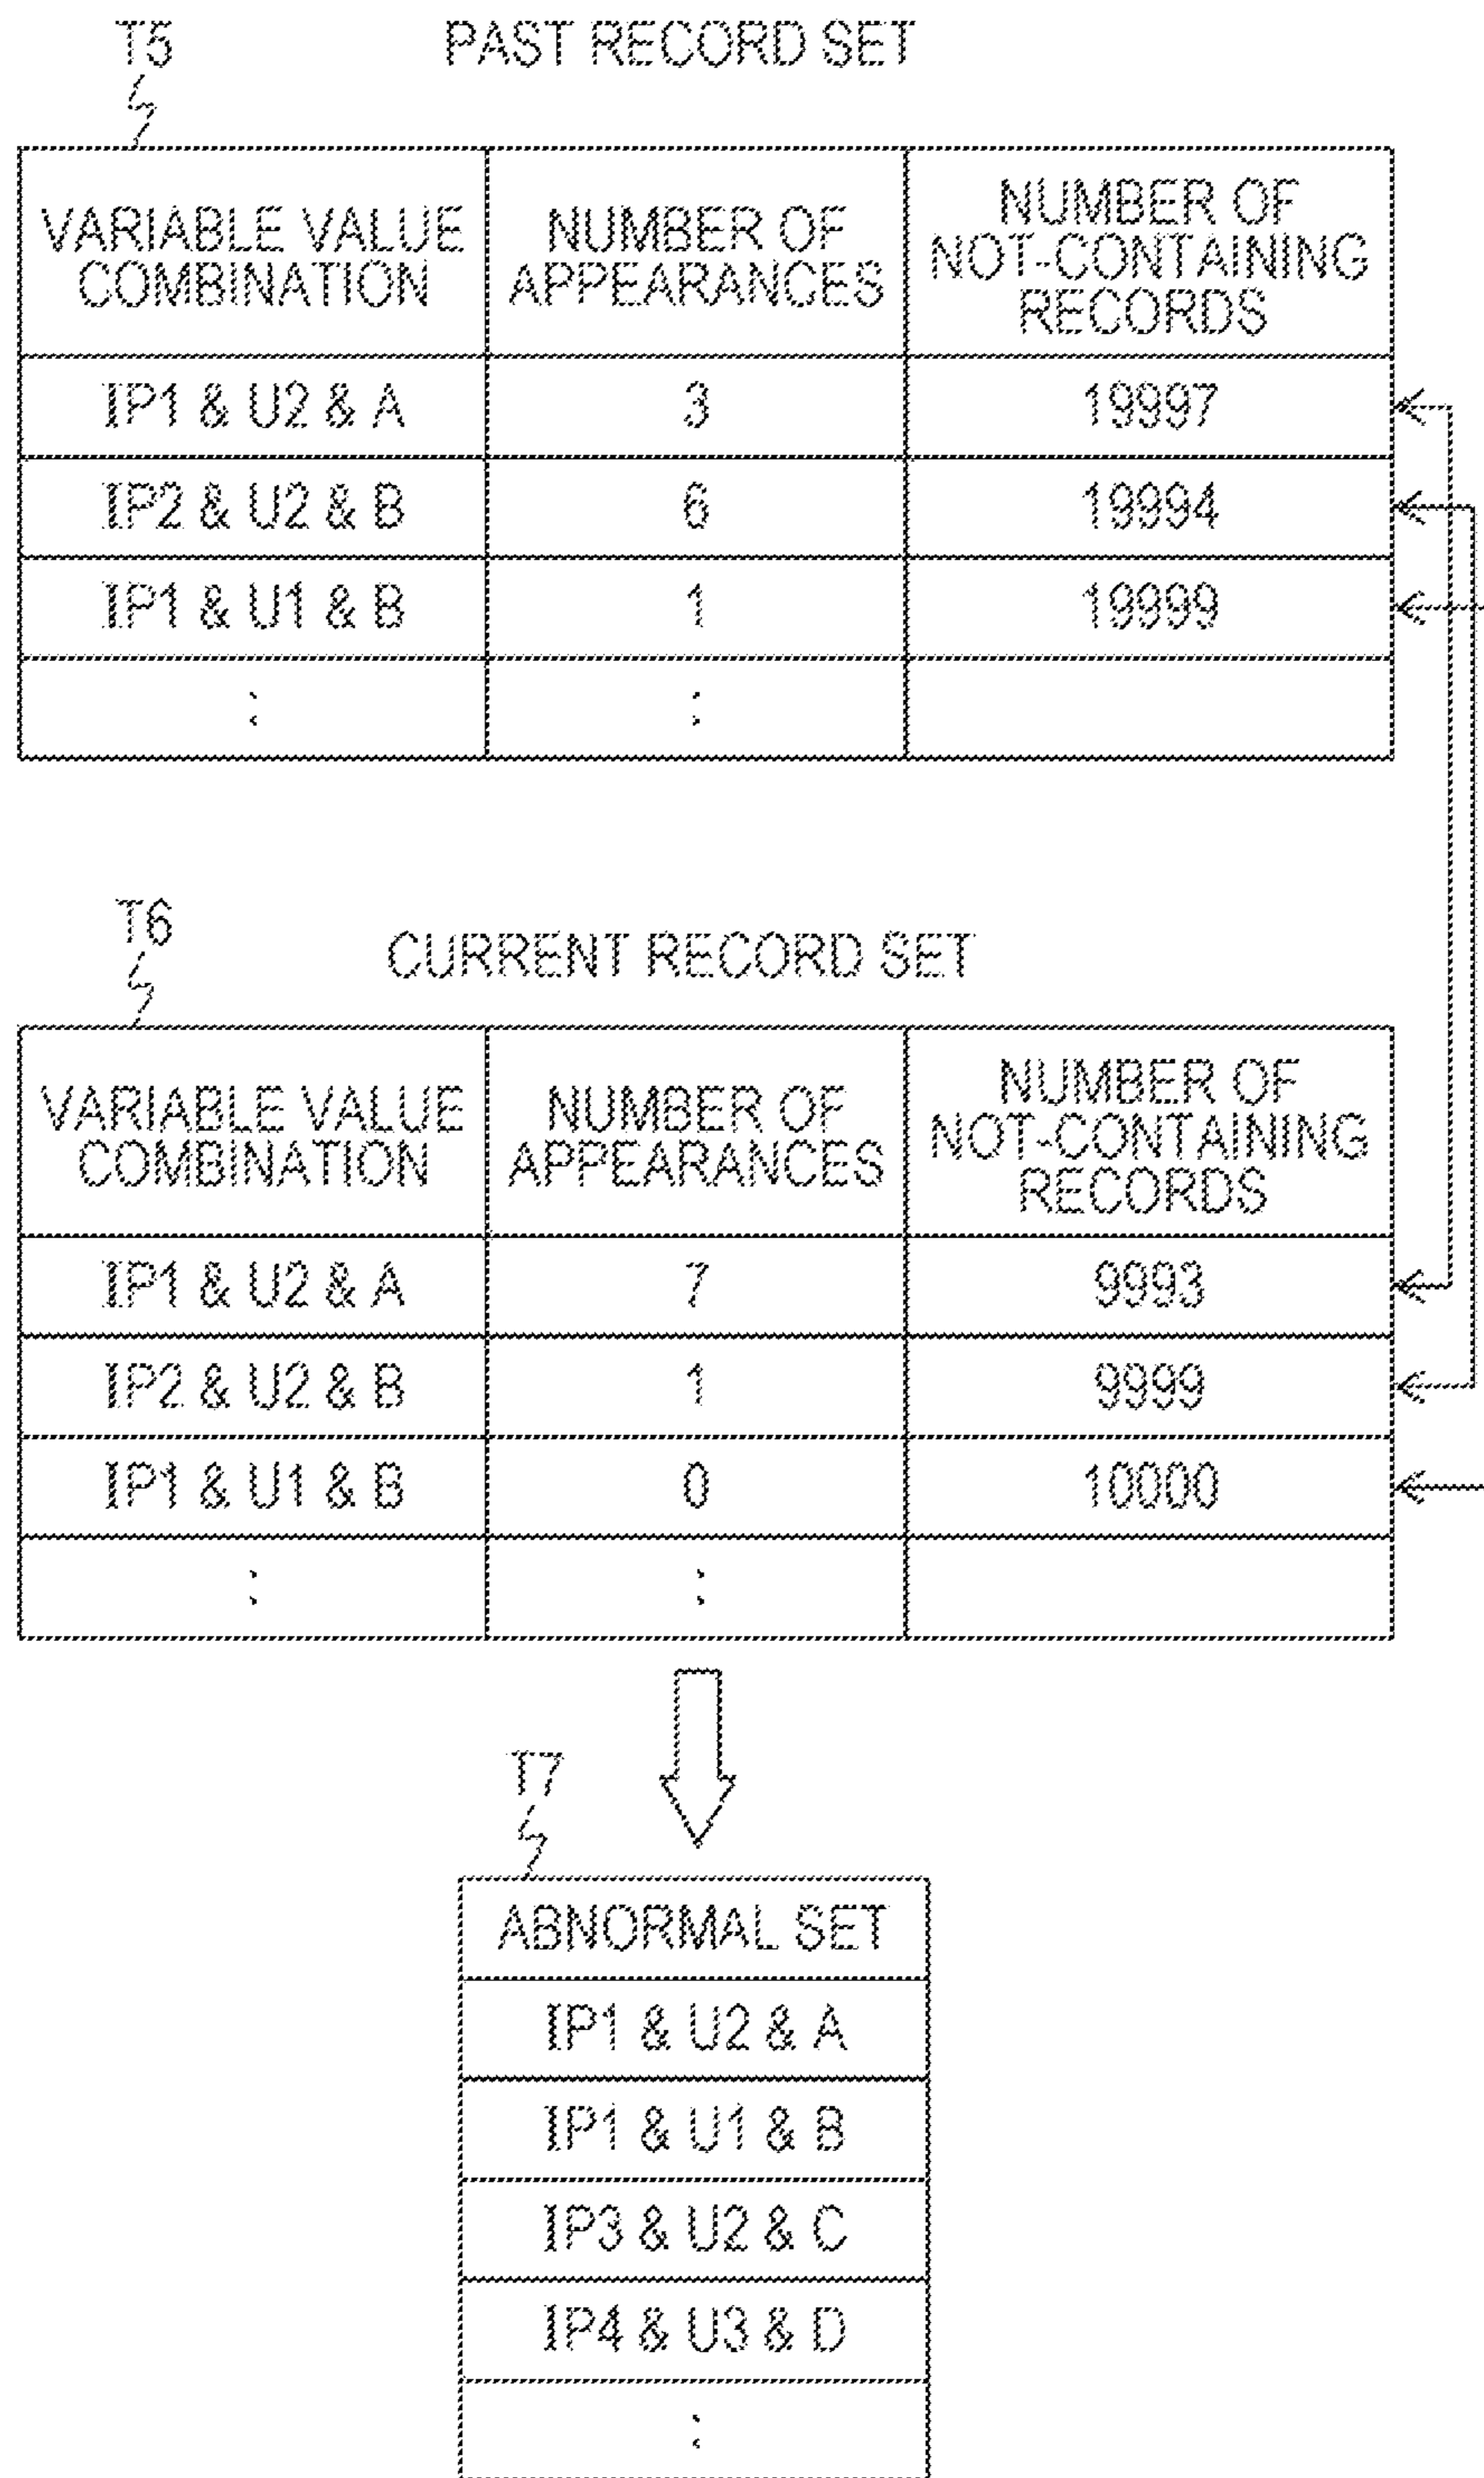 T5
PAST RECORD SET
VARIABLE VALUE COMBINATION
NUMBER OF APPEARANCES
NUMBER OF NOT-CONTAINING RECORDS
IP1 & U2 & A 3 19997
IP2 & U2 & B 6 19994
IP1 & U1 & B 1 19999
: :
T6
CURRENT RECORD SET
VARIABLE VALUE COMBINATION
NUMBER OF APPEARANCES
NUMBER OF NOT-CONTAINING RECORDS
IP1 & U2 & A 7 9993
IP2 & U2 & B 1 9999
IP1 & U1 & B 0 10000
: :
T7
ABNORMAL SET
IP1 & U2 & A
IP1 & U1 & B
IP3 & U2 & C
IP4 & U3 & D
: